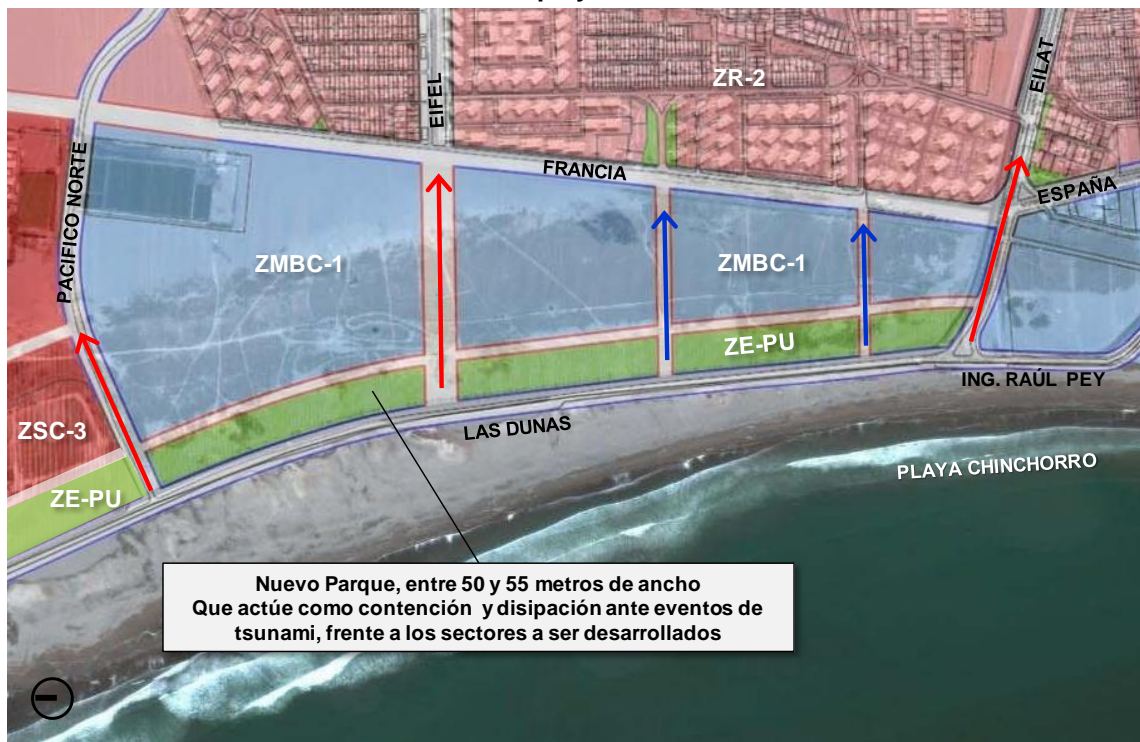 ZR-2
EILAT
EIFEL
FRANCIA
ESPAÑA
PACIFICO NORTE
ZMBC-1
ZMBC-1
ZE-PU
ING. RAÚL PEY
ZSC-3
LAS DUNAS
PLAYA CHINCHORRO
ZE-PU
Nuevo Parque, entre 50 y 55 metros de ancho
Que actúe como contención y disipación ante eventos de
tsunami, frente a los sectores a ser desarrollados